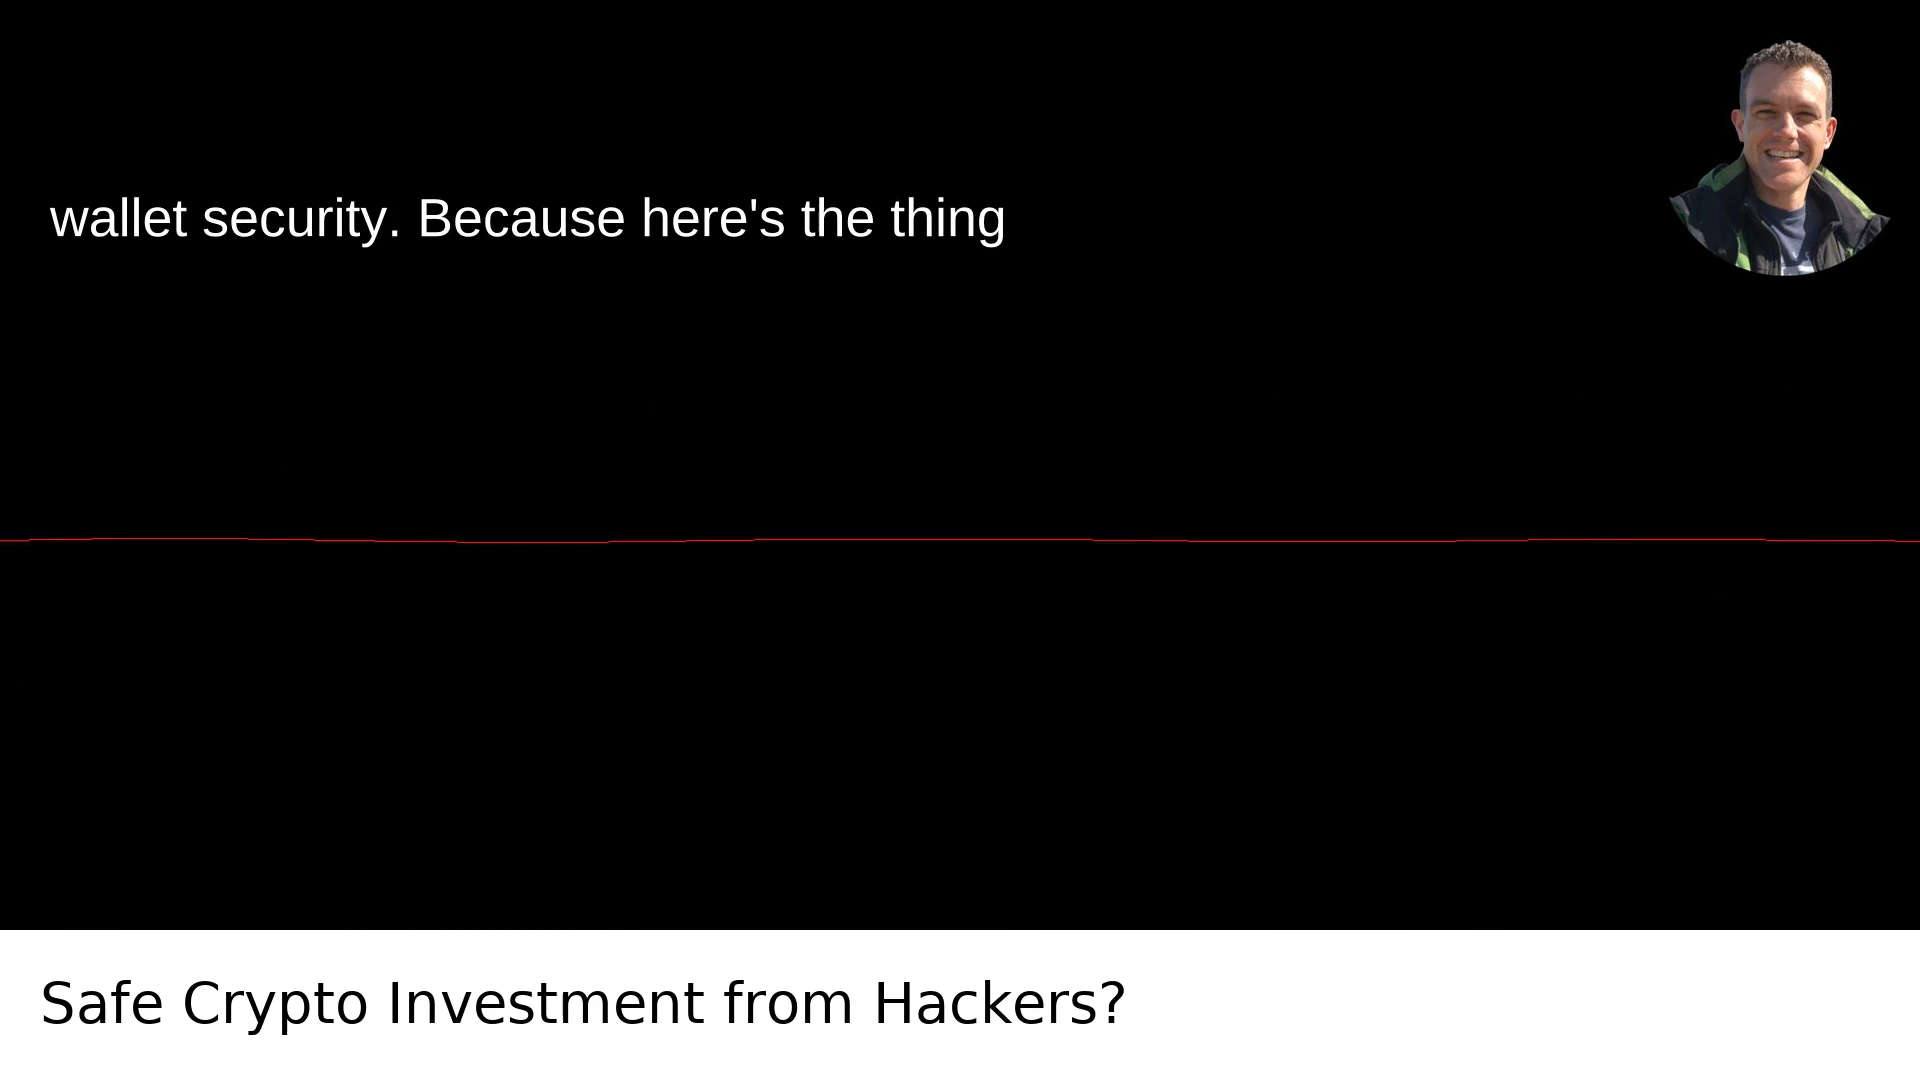 wallet security. Because here's the thing
Safe Crypto Investment from Hackers?